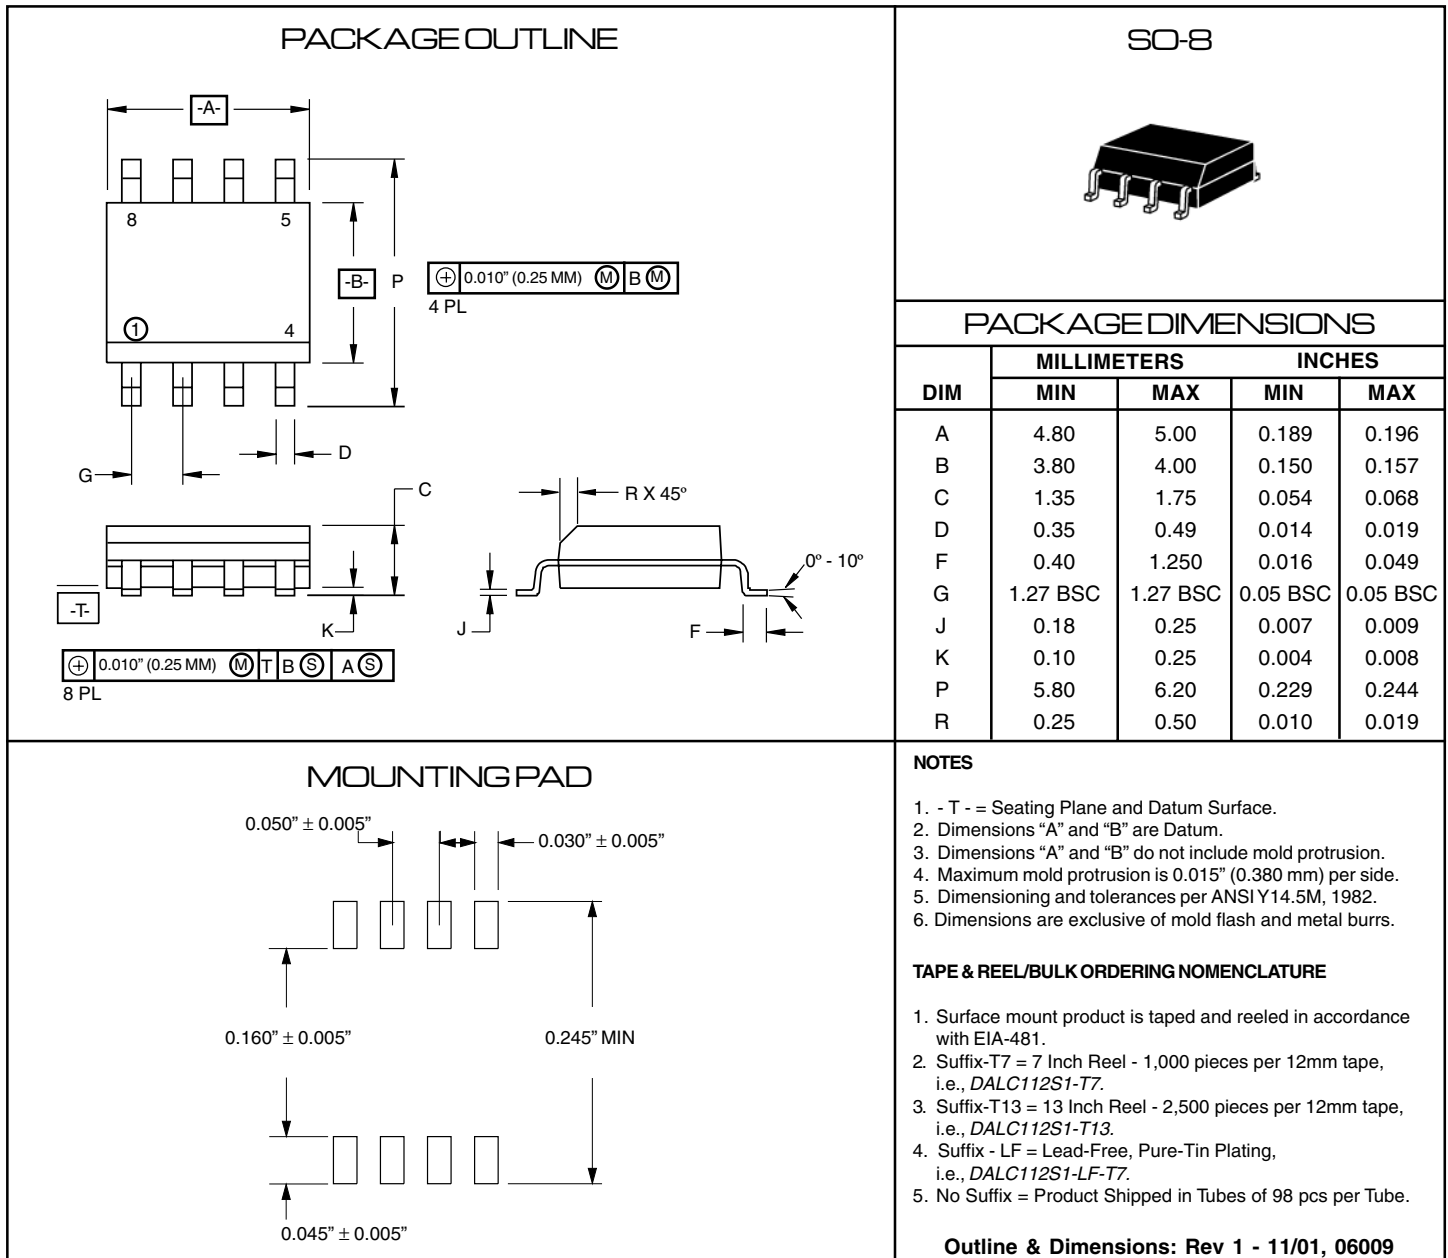 PACKAGE OUTLINE
-A-
8 5
-B- P
⌖ 0.010” (0.25 MM) Ⓜ B Ⓜ
4 PL
① 4
D
G
C
R X 45º
0º - 10º
-T-
K
J
F
⌖ 0.010” (0.25 MM) Ⓜ T B Ⓢ A Ⓢ
8 PL
SO-8
PACKAGE DIMENSIONS
MILLIMETERS INCHES
DIM MIN MAX MIN MAX
A 4.80 5.00 0.189 0.196
B 3.80 4.00 0.150 0.157
C 1.35 1.75 0.054 0.068
D 0.35 0.49 0.014 0.019
F 0.40 1.250 0.016 0.049
G 1.27 BSC 1.27 BSC 0.05 BSC 0.05 BSC
J 0.18 0.25 0.007 0.009
K 0.10 0.25 0.004 0.008
P 5.80 6.20 0.229 0.244
R 0.25 0.50 0.010 0.019
MOUNTING PAD
0.050” ± 0.005”
0.030” ± 0.005”
0.160” ± 0.005”
0.245” MIN
0.045” ± 0.005”
NOTES
1. - T - = Seating Plane and Datum Surface.
2. Dimensions “A” and “B” are Datum.
3. Dimensions “A” and “B” do not include mold protrusion.
4. Maximum mold protrusion is 0.015” (0.380 mm) per side.
5. Dimensioning and tolerances per ANSI Y14.5M, 1982.
6. Dimensions are exclusive of mold flash and metal burrs.
TAPE & REEL/BULK ORDERING NOMENCLATURE
1. Surface mount product is taped and reeled in accordance
with EIA-481.
2. Suffix-T7 = 7 Inch Reel - 1,000 pieces per 12mm tape,
i.e., DALC112S1-T7.
3. Suffix-T13 = 13 Inch Reel - 2,500 pieces per 12mm tape,
i.e., DALC112S1-T13.
4. Suffix - LF = Lead-Free, Pure-Tin Plating,
i.e., DALC112S1-LF-T7.
5. No Suffix = Product Shipped in Tubes of 98 pcs per Tube.
Outline & Dimensions: Rev 1 - 11/01, 06009